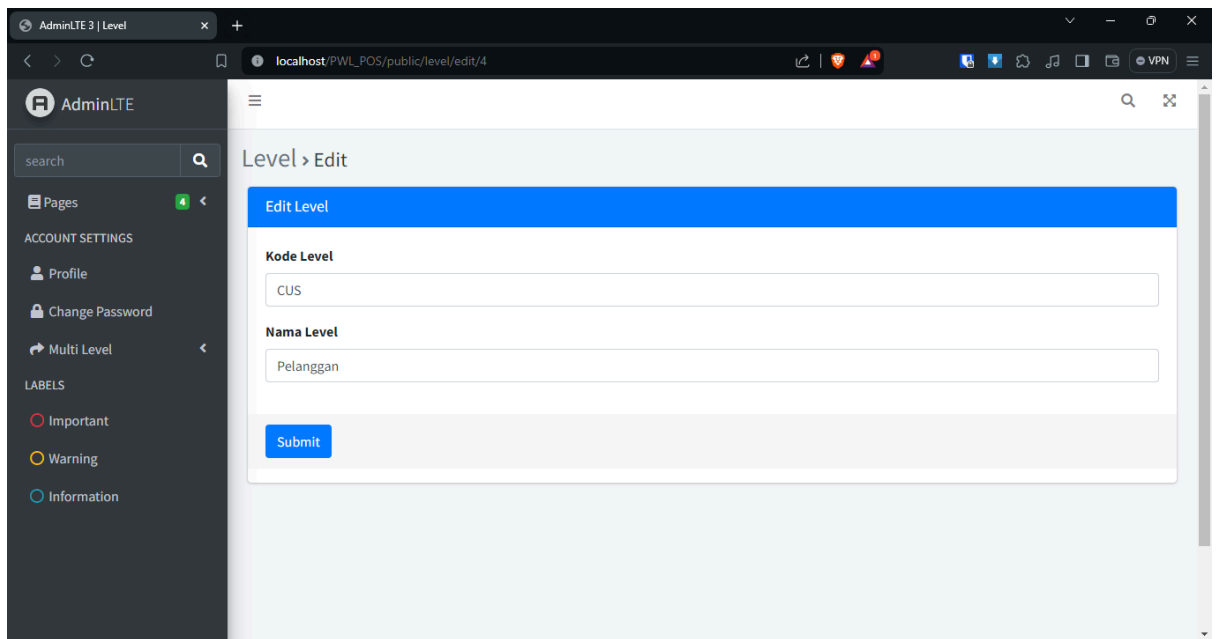 AdminLTE 3 | Level
localhost/PWL_POS/public/level/edit/4
1
VPN
AdminLTE
search
Pages 4
ACCOUNT SETTINGS
Profile
Change Password
Multi Level
LABELS
Important
Warning
Information
Level › Edit
Edit Level
Kode Level
CUS
Nama Level
Pelanggan
Submit